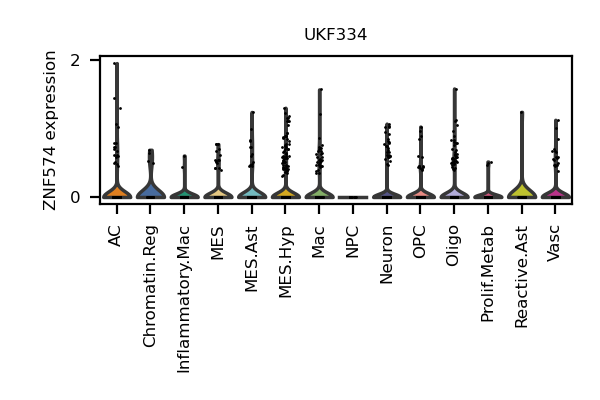 UKF334
ZNF574 expression
2
0
AC
Chromatin.Reg
Inflammatory.Mac
MES
MES.Ast
MES.Hyp
Mac
NPC
Neuron
OPC
Oligo
Prolif.Metab
Reactive.Ast
Vasc